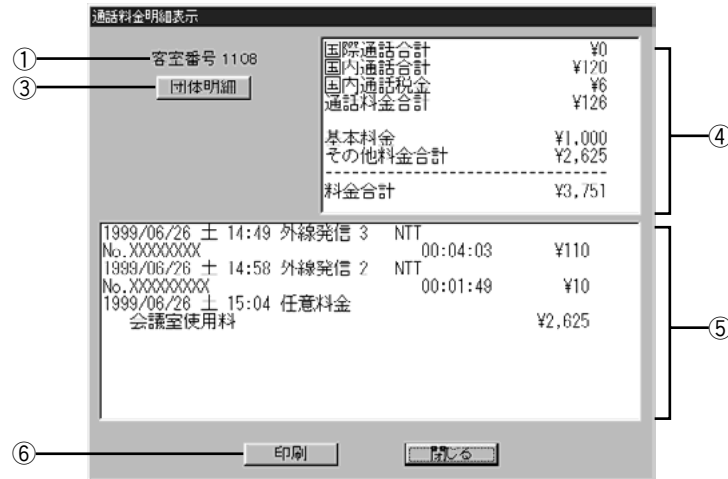 通話料金明細表示
① 客室番号 1108
③ 団体明細
国際通話合計 ¥0
国内通話合計 ¥120
国内通話税金 ¥6
通話料金合計 ¥126
基本料金 ¥1,000
その他料金合計 ¥2,625
料金合計 ¥3,751
④
1999/06/26 土 14:49 外線発信 3 NTT
No.XXXXXXXX 00:04:03 ¥110
1999/06/26 土 14:58 外線発信 2 NTT
No.XXXXXXXXX 00:01:49 ¥10
1999/06/26 土 15:04 任意料金
会議室使用料 ¥2,625
⑤
⑥ 印刷 閉じる